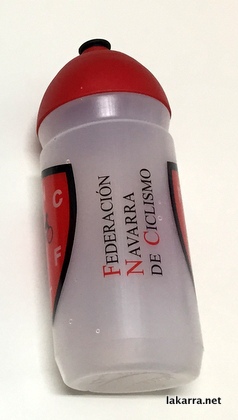 FEDERACIÓN
NAVARRA
DE CICLISMO
C
F
lakarra.net